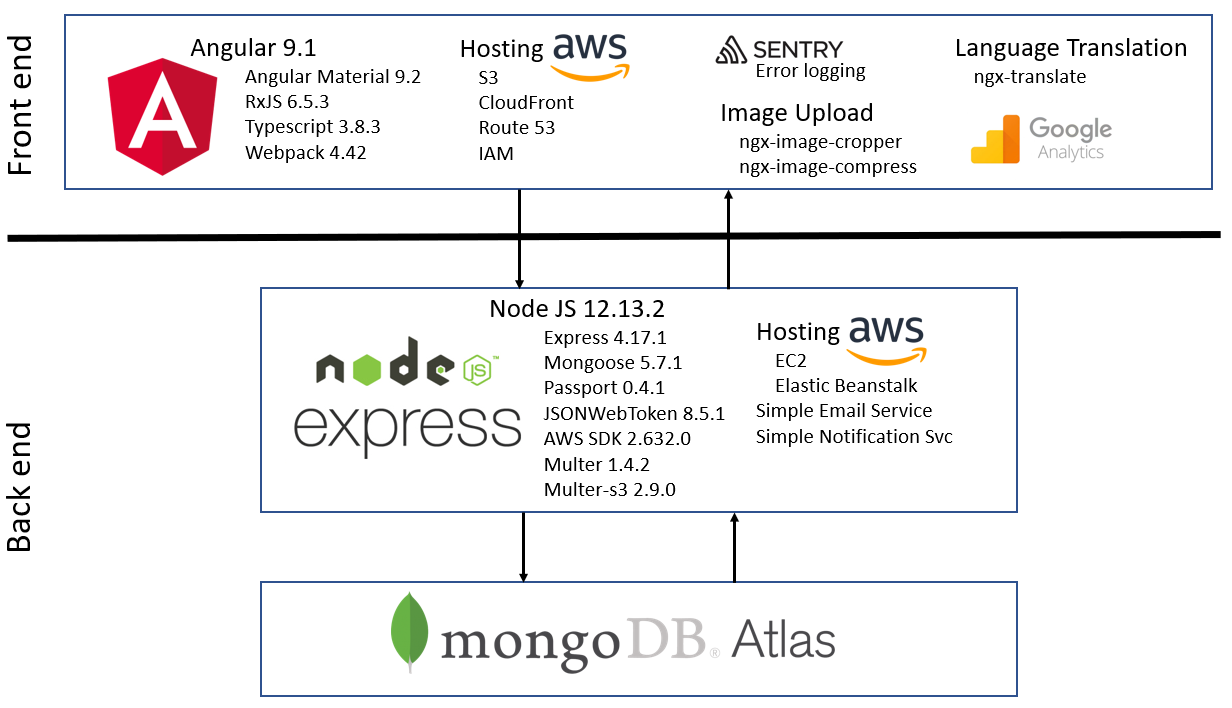 Front end
Angular 9.1
Angular Material 9.2
RxJS 6.5.3
Typescript 3.8.3
Webpack 4.42
Hosting aws
S3
CloudFront
Route 53
IAM
SENTRY
Error logging
Image Upload
ngx-image-cropper
ngx-image-compress
Language Translation
ngx-translate
Google
Analytics
Back end
Node JS 12.13.2
node JS ™
express
Express 4.17.1
Mongoose 5.7.1
Passport 0.4.1
JSONWebToken 8.5.1
AWS SDK 2.632.0
Multer 1.4.2
Multer-s3 2.9.0
Hosting aws
EC2
Elastic Beanstalk
Simple Email Service
Simple Notification Svc
mongoDB® Atlas